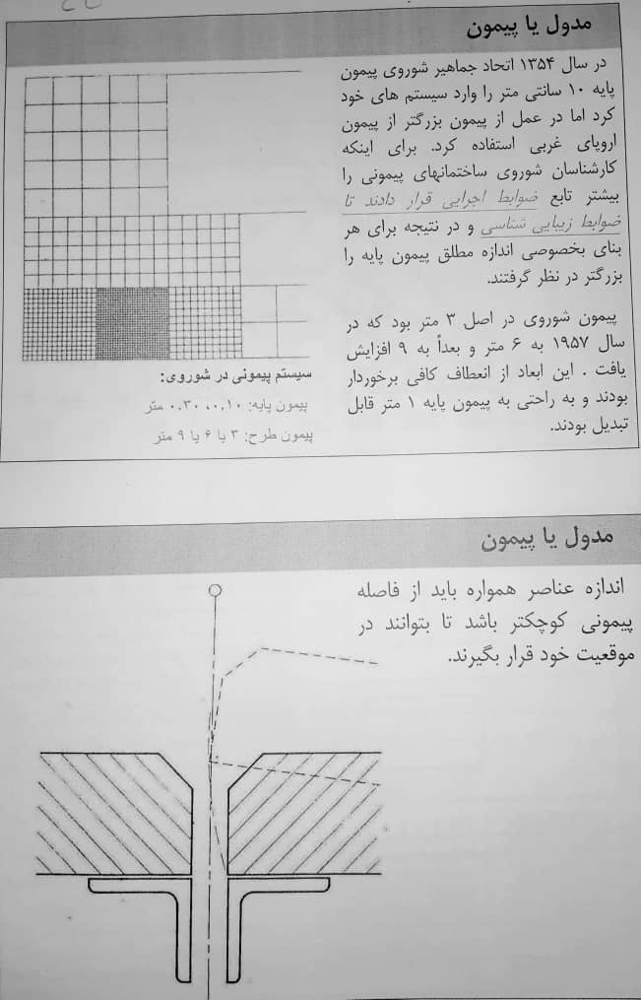 مدول یا پیمون
در سال ۱۳۵۴ اتحاد جماهیر شوروی پیمون
پایه ۱۰ سانتی متر را وارد سیستم های خود
کرد اما در عمل از پیمون بزرگتر از پیمون
اروپای غربی استفاده کرد. برای اینکه
کارشناسان شوروی ساختمانهای پیمونی را
بیشتر تابع ضوابط اجرایی قرار دادند تا
ضوابط زیبایی شناسی و در نتیجه برای هر
بنای بخصوصی اندازه مطلق پیمون پایه را
بزرگتر در نظر گرفتند.
پیمون شوروی در اصل ۳ متر بود که در
سال ۱۹۵۷ به ۶ متر و بعداً به ۹ افزایش
یافت . این ابعاد از انعطاف کافی برخوردار
بودند و به راحتی به پیمون پایه ۱ متر قابل
تبدیل بودند.
سیستم پیمونی در شوروی:
پیمون پایه: ۰,۱۰، ۰.۳۰ متر
پیمون طرح: ۳ یا ۶ یا ۹ متر
مدول یا پیمون
اندازه عناصر همواره باید از فاصله
پیمونی کوچکتر باشد تا بتوانند در
موقعیت خود قرار بگیرند.